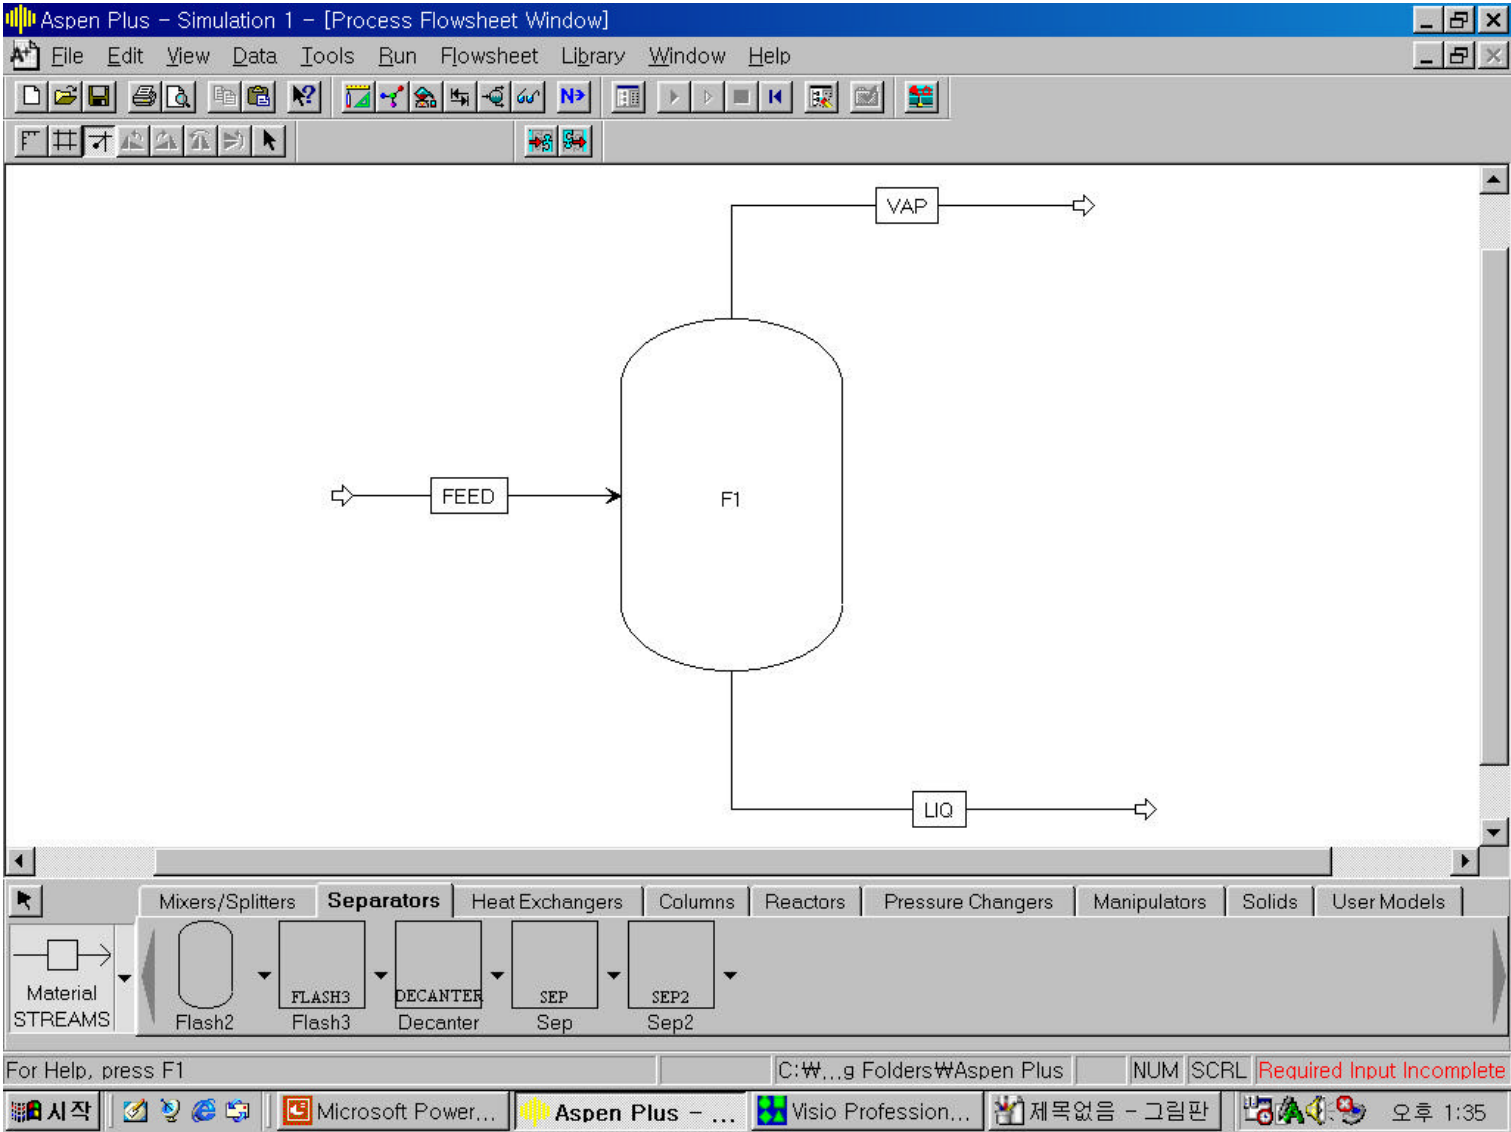 Aspen Plus - Simulation 1 - [Process Flowsheet Window]
File Edit View Data Tools Run Flowsheet Library Window Help
N
VAP
FEED
F1
LIQ
Mixers/Splitters Separators Heat Exchangers Columns Reactors Pressure Changers Manipulators Solids User Models
FLASH3 DECANTER SEP SEP2
Material
STREAMS
Flash2 Flash3 Decanter Sep Sep2
For Help, press F1 C:₩...g Folders₩Aspen Plus NUM SCRL Required Input Incomplete
시작 Microsoft Power... Aspen Plus - ... Visio Profession... 제목없음 - 그림판 오후 1:35